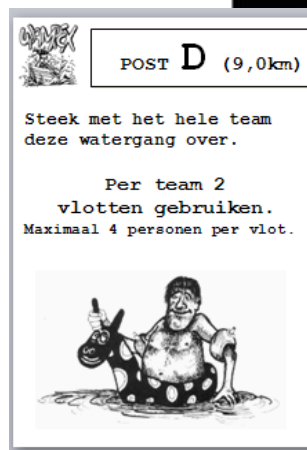 WAMPEX
POST D (9,0km)
Steek met het hele team
deze watergang over.
Per team 2
vlotten gebruiken.
Maximaal 4 personen per vlot.